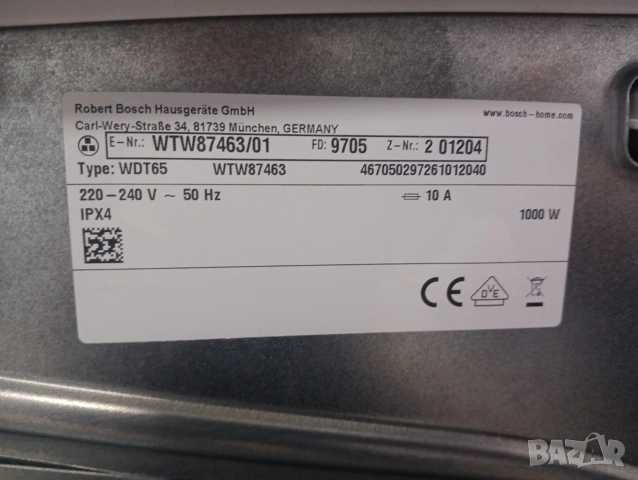 Robert Bosch Hausgeräte GmbH www.bosch-home.com
Carl-Wery-Straße 34, 81739 München, GERMANY
E-Nr.: WTW87463/01 FD: 9705 Z-Nr.: 2 01204
Type: WDT65 WTW87463 467050297261012040
220-240 V ~ 50 Hz 10 A
IPX4 1000 W
CE DVE
BAZAR